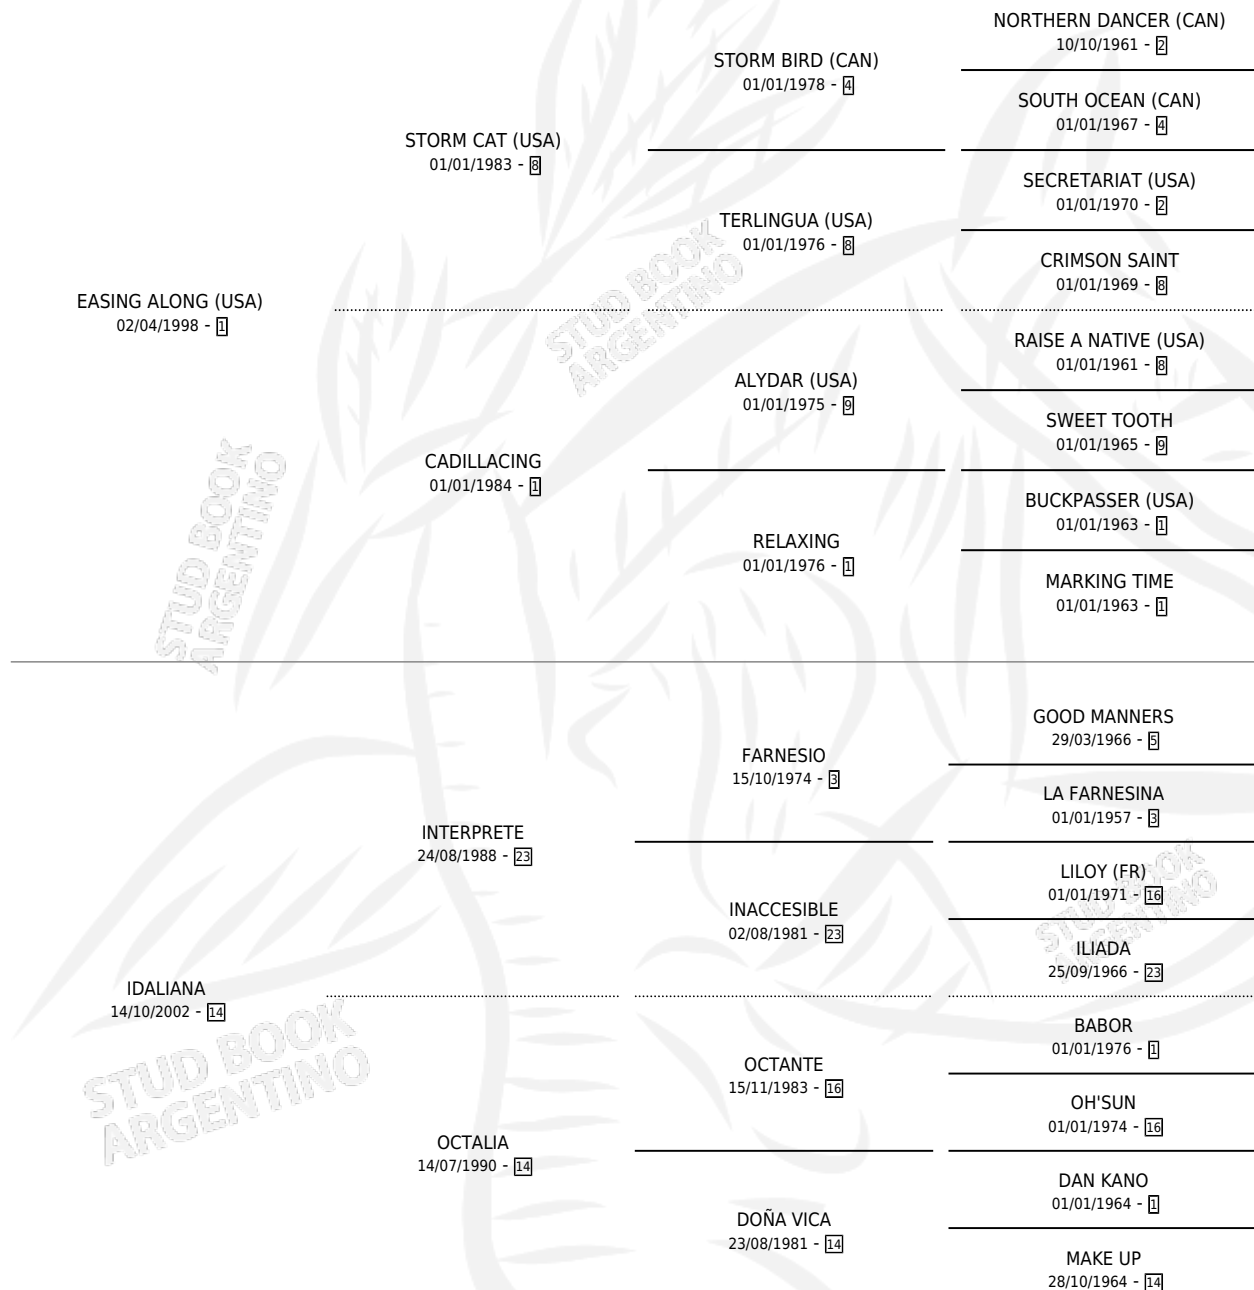 NORTHERN DANCER (CAN)
10/10/1961 - 2
STORM BIRD (CAN)
01/01/1978 - 4
SOUTH OCEAN (CAN)
01/01/1967 - 4
STORM CAT (USA)
01/01/1983 - 8
SECRETARIAT (USA)
01/01/1970 - 2
TERLINGUA (USA)
01/01/1976 - 8
CRIMSON SAINT
01/01/1969 - 8
EASING ALONG (USA)
02/04/1998 - 1
RAISE A NATIVE (USA)
01/01/1961 - 8
ALYDAR (USA)
01/01/1975 - 9
SWEET TOOTH
01/01/1965 - 9
CADILLACING
01/01/1984 - 1
BUCKPASSER (USA)
01/01/1963 - 1
RELAXING
01/01/1976 - 1
MARKING TIME
01/01/1963 - 1
GOOD MANNERS
29/03/1966 - 5
FARNESIO
15/10/1974 - 3
LA FARNESINA
01/01/1957 - 3
INTERPRETE
24/08/1988 - 23
LILOY (FR)
01/01/1971 - 16
INACCESIBLE
02/08/1981 - 23
ILIADA
25/09/1966 - 23
IDALIANA
14/10/2002 - 14
BABOR
01/01/1976 - 1
OCTANTE
15/11/1983 - 16
OH'SUN
01/01/1974 - 16
OCTALIA
14/07/1990 - 14
DAN KANO
01/01/1964 - 1
DOÑA VICA
23/08/1981 - 14
MAKE UP
28/10/1964 - 14
STUD BOOK
ARGENTINO
STUD BOOK
ARGENTINO
STUD BOOK
ARGENTINO
STUD BOOK
ARGENTINO